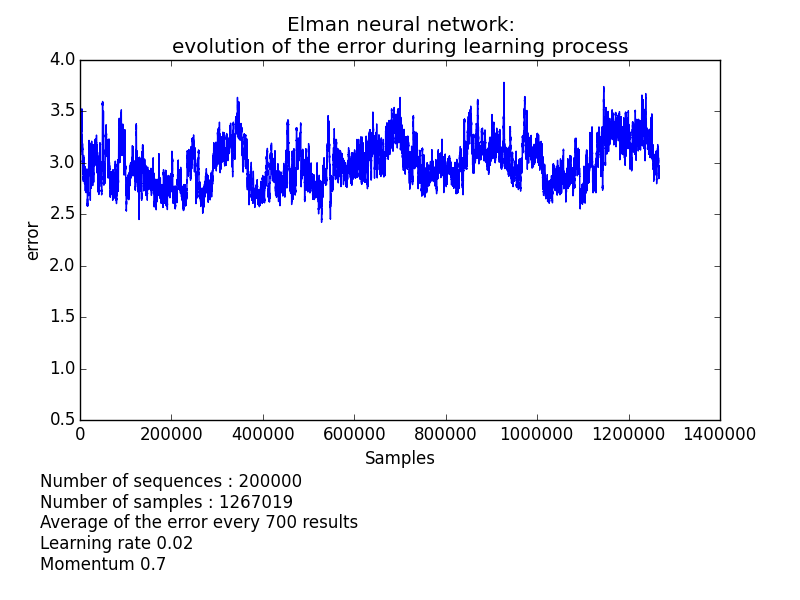 Elman neural network:
evolution of the error during learning process
4.0
3.5
3.0
2.5
2.0
1.5
1.0
0.5
error
0 200000 400000 600000 800000 1000000 1200000 1400000
Samples
Number of sequences : 200000
Number of samples : 1267019
Average of the error every 700 results
Learning rate 0.02
Momentum 0.7